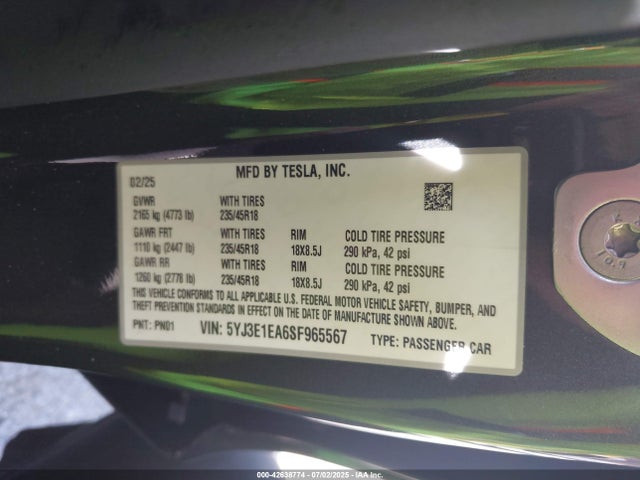 MFD BY TESLA, INC.
02/25
GVWR WITH TIRES
2165 kg (4773 lb) 235/45R18
GAWR FRT WITH TIRES RIM COLD TIRE PRESSURE
1110 kg (2447 lb) 235/45R18 18X8.5J 290 kPa, 42 psi
GAWR RR WITH TIRES RIM COLD TIRE PRESSURE
1260 kg (2778 lb) 235/45R18 18X8.5J 290 kPa, 42 psi
THIS VEHICLE CONFORMS TO ALL APPLICABLE U.S. FEDERAL MOTOR VEHICLE SAFETY, BUMPER, AND
THEFT PREVENTION STANDARDS IN EFFECT ON THE DATE OF MANUFACTURE SHOWN ABOVE.
PNT: PN01 VIN: 5YJ3E1EA6SF965567 TYPE: PASSENGER CAR
10.9
000-42638774 | 07/02/2025 | IAAI.com